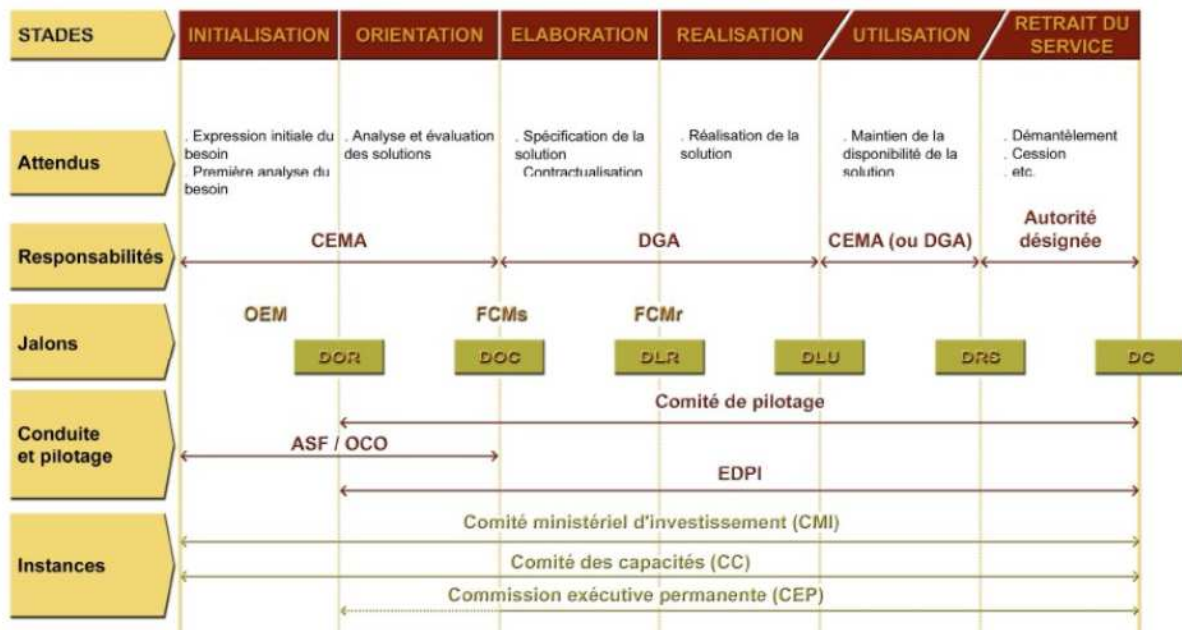 STADES
INITIALISATION
ORIENTATION
ELABORATION
REALISATION
UTILISATION
RETRAIT DU
SERVICE
Attendus
. Expression initiale du
besoin
. Première analyse du
besoin
. Analyse et évaluation
des solutions
. Spécification de la
solution
. Contractualisation
. Réalisation de la
solution
. Maintien de la
disponibilité de la
solution
. Démantèlement
. Cession
. etc.
Responsabilités
CEMA
DGA
CEMA (ou DGA)
Autorité
désignée
Jalons
OEM
FCMs
FCMr
DOR
DOC
DLR
DLU
DRS
DC
Conduite
et pilotage
Comité de pilotage
ASF / OCO
EDPI
Instances
Comité ministériel d'investissement (CMI)
Comité des capacités (CC)
Commission exécutive permanente (CEP)